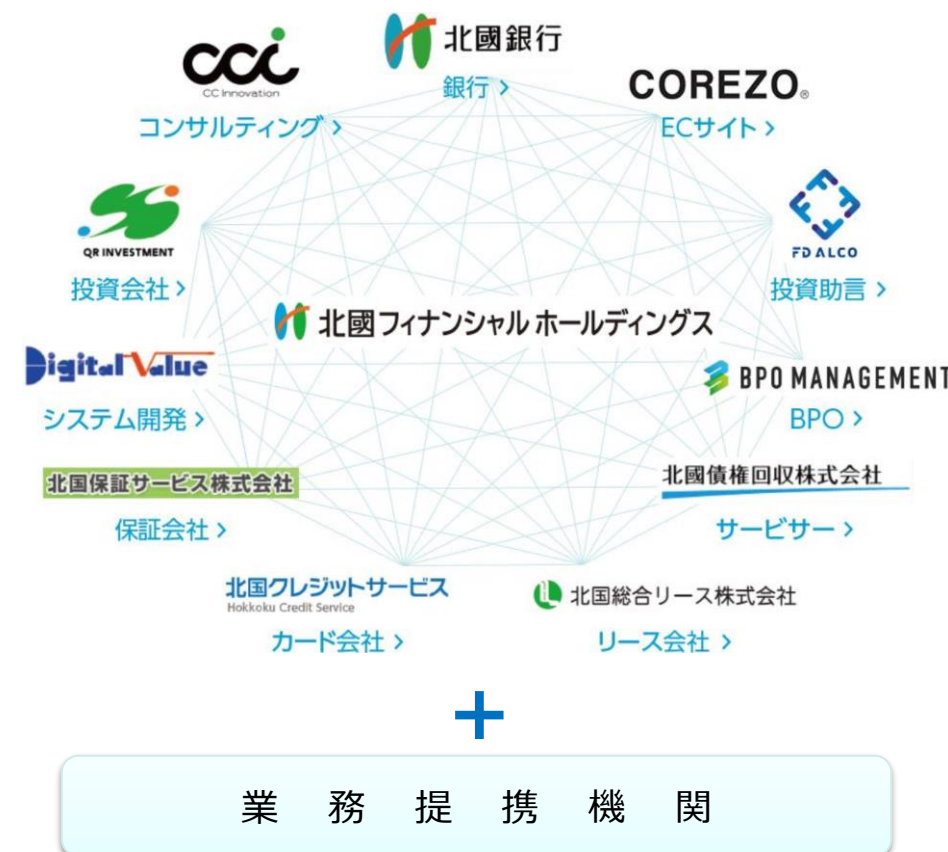 北國銀行
銀行 >
cci
CC Innovation
コンサルティング >
COREZO®
ECサイト >
QR INVESTMENT
投資会社 >
FDALCO
投資助言 >
北國フィナンシャル ホールディングス
Digital Value
システム開発 >
BPO MANAGEMENT
BPO >
北国保証サービス株式会社
保証会社 >
北國債権回収株式会社
サービサー >
北国クレジットサービス
Hokkoku Credit Service
カード会社 >
北国総合リース株式会社
リース会社 >
+
業務提携機関